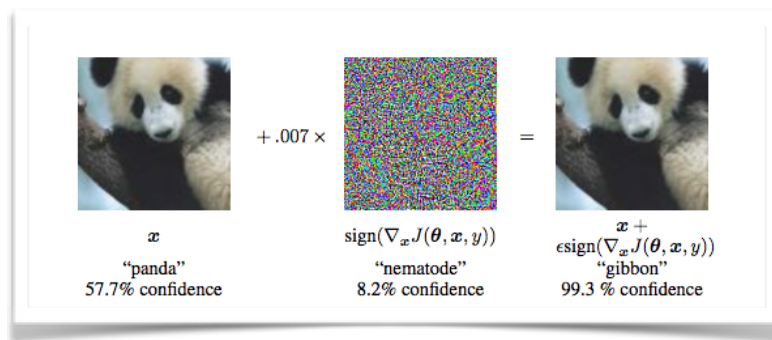 + .007 ×
=
x
"panda"
57.7% confidence
sign(∇ₓJ(θ, x, y))
"nematode"
8.2% confidence
x +
ϵsign(∇ₓJ(θ, x, y))
"gibbon"
99.3 % confidence